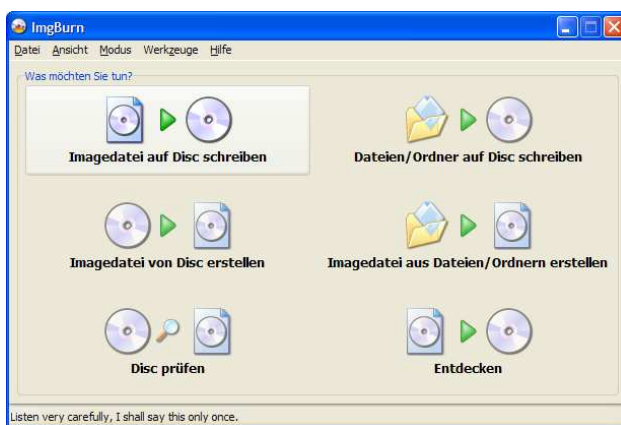 ImgBurn
Datei Ansicht Modus Werkzeuge Hilfe
Was möchten Sie tun?
Imagedatei auf Disc schreiben
Dateien/Ordner auf Disc schreiben
Imagedatei von Disc erstellen
Imagedatei aus Dateien/Ordnern erstellen
Disc prüfen
Entdecken
Listen very carefully, I shall say this only once.